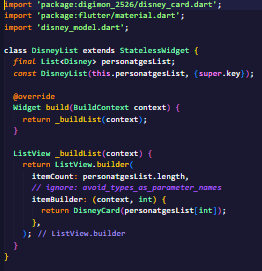 import 'package:digimon_2526/disney_card.dart';
import 'package:flutter/material.dart';
import 'disney_model.dart';

class DisneyList extends StatelessWidget {
  final List<Disney> personatgesList;
  const DisneyList(this.personatgesList, {super.key});

  @override
  Widget build(BuildContext context) {
    return _buildList(context);
  }

  ListView _buildList(context) {
    return ListView.builder(
      itemCount: personatgesList.length,
      // ignore: avoid_types_as_parameter_names
      itemBuilder: (context, int) {
        return DisneyCard(personatgesList[int]);
      },
    ); // ListView.builder
  }
}